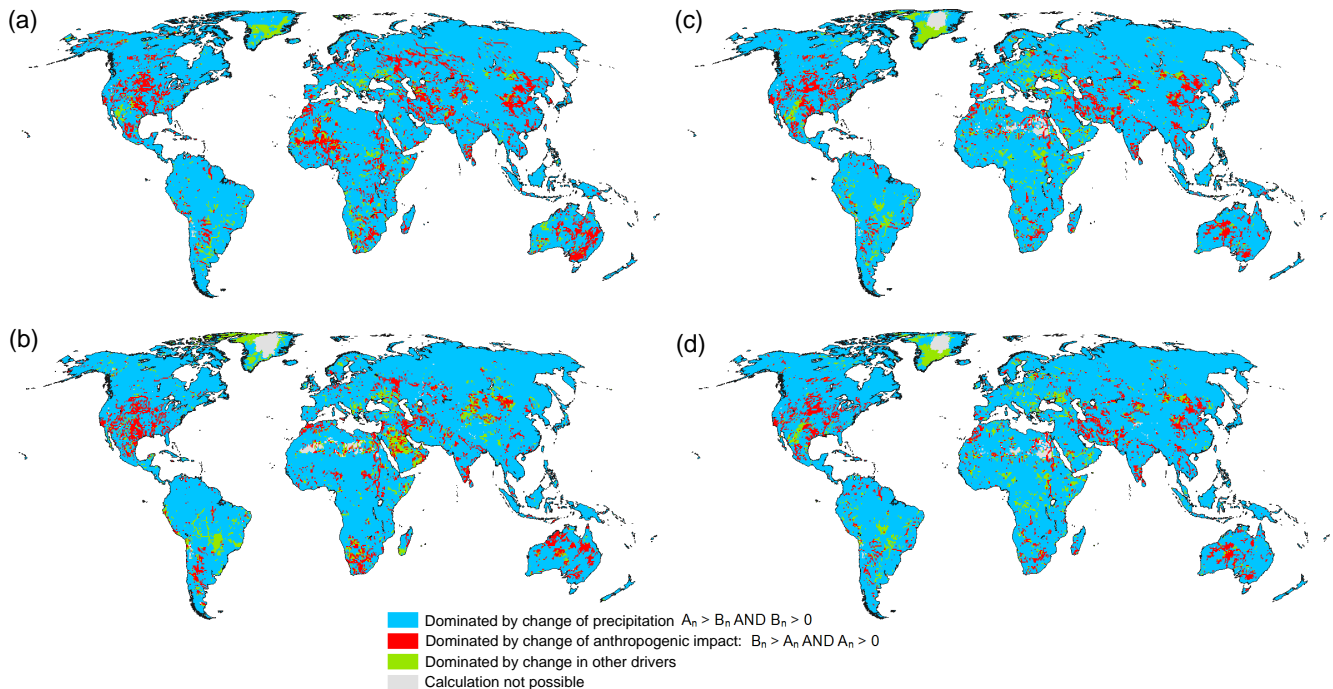 (a)
(c)
(b)
(d)
Dominated by change of precipitation Aₙ > Bₙ AND Bₙ > 0
Dominated by change of anthropogenic impact: Bₙ > Aₙ AND Aₙ > 0
Dominated by change in other drivers
Calculation not possible